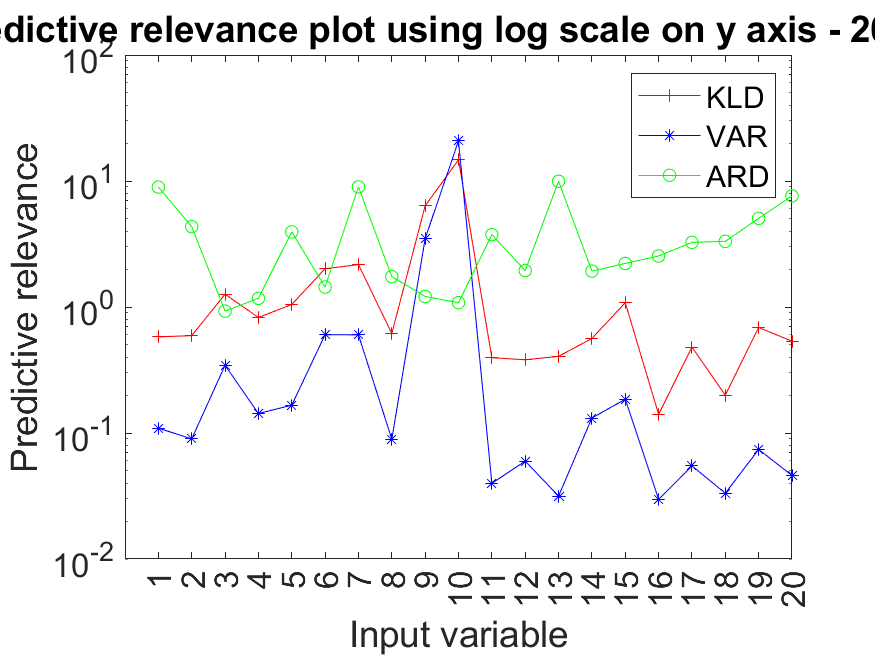 edictive relevance plot using log scale on y axis - 20
10^2
10^1
10^0
10^-1
10^-2
Predictive relevance
KLD
VAR
ARD
1 2 3 4 5 6 7 8 9 10 11 12 13 14 15 16 17 18 19 20
Input variable